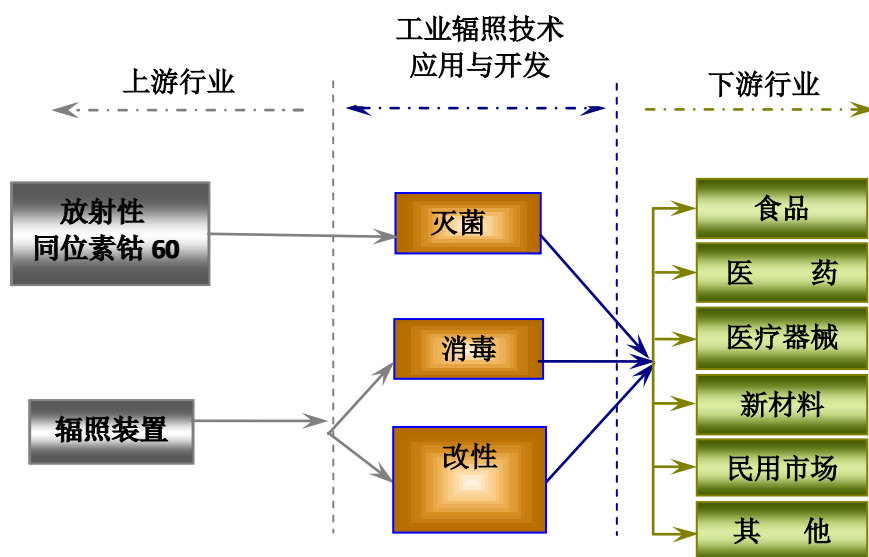 上游行业
工业辐照技术
应用与开发
下游行业
放射性
同位素钴 60
辐照装置
灭菌
消毒
改性
食品
医 药
医疗器械
新材料
民用市场
其 他